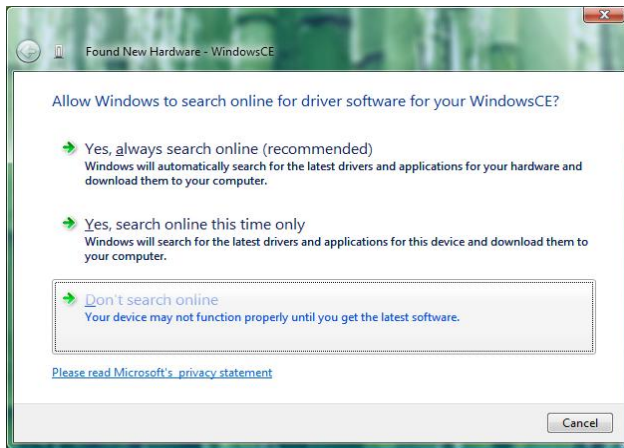 Found New Hardware - WindowsCE
Allow Windows to search online for driver software for your WindowsCE?
Yes, always search online (recommended)
Windows will automatically search for the latest drivers and applications for your hardware and
download them to your computer.
Yes, search online this time only
Windows will search for the latest drivers and applications for this device and download them to
your computer.
Don't search online
Your device may not function properly until you get the latest software.
Please read Microsoft's privacy statement
Cancel